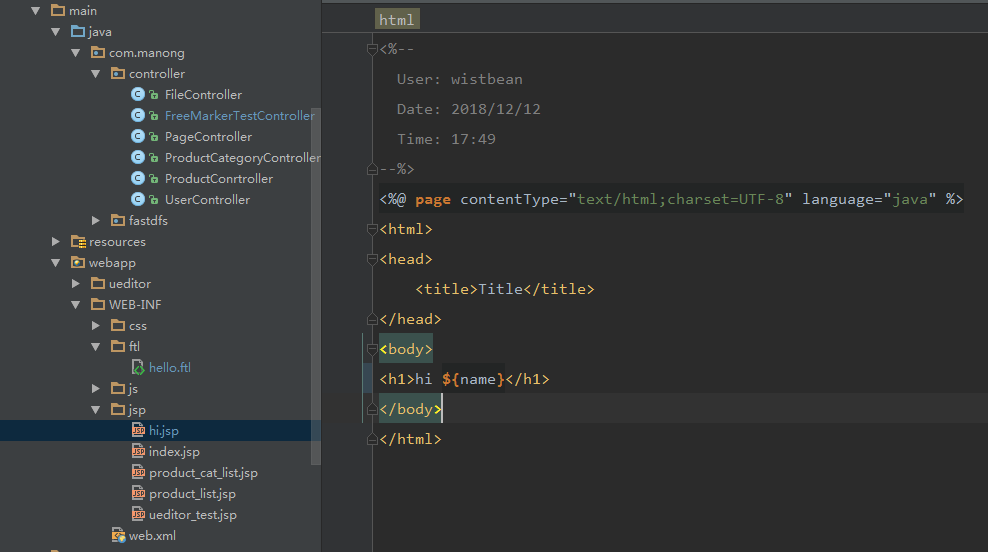 main
java
com.manong
controller
FileController
FreeMarkerTestController
PageController
ProductCategoryController
ProductConrtroller
UserController
fastdfs
resources
webapp
ueditor
WEB-INF
css
ftl
hello.ftl
js
jsp
hi.jsp
index.jsp
product_cat_list.jsp
product_list.jsp
ueditor_test.jsp
web.xml
html
<%--
User: wistbean
Date: 2018/12/12
Time: 17:49
--%>
<%@ page contentType="text/html;charset=UTF-8" language="java" %>
<html>
<head>
<title>Title</title>
</head>
<body>
<h1>hi ${name}</h1>
</body>
</html>